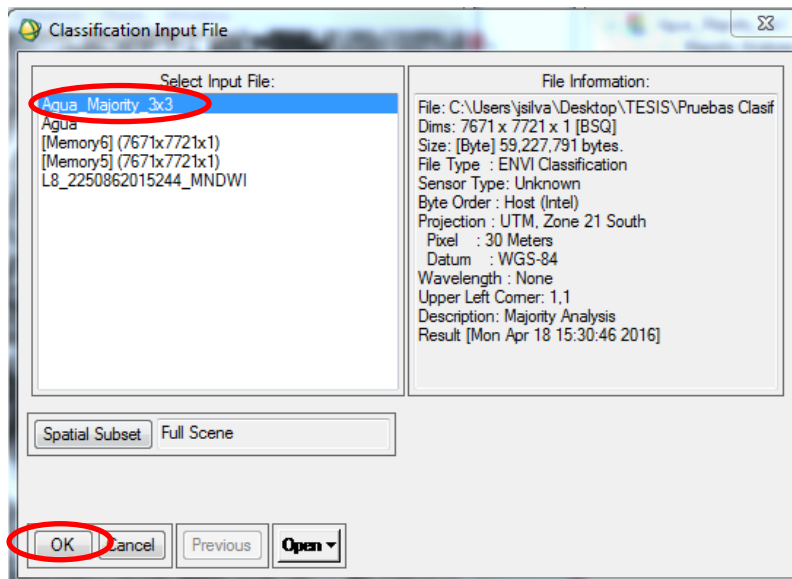 Classification Input File
Select Input File:
Agua_Majority_3x3
Agua
[Memory6] (7671x7721x1)
[Memory5] (7671x7721x1)
L8_2250862015244_MNDWI
File Information:
File: C:\Users\jsilva\Desktop\TESIS\Pruebas Clasif
Dims: 7671 x 7721 x 1 [BSQ]
Size: [Byte] 59,227,791 bytes.
File Type : ENVI Classification
Sensor Type: Unknown
Byte Order : Host (Intel)
Projection : UTM, Zone 21 South
Pixel : 30 Meters
Datum : WGS-84
Wavelength : None
Upper Left Corner: 1,1
Description: Majority Analysis
Result [Mon Apr 18 15:30:46 2016]
Spatial Subset Full Scene
OK Cancel Previous Open